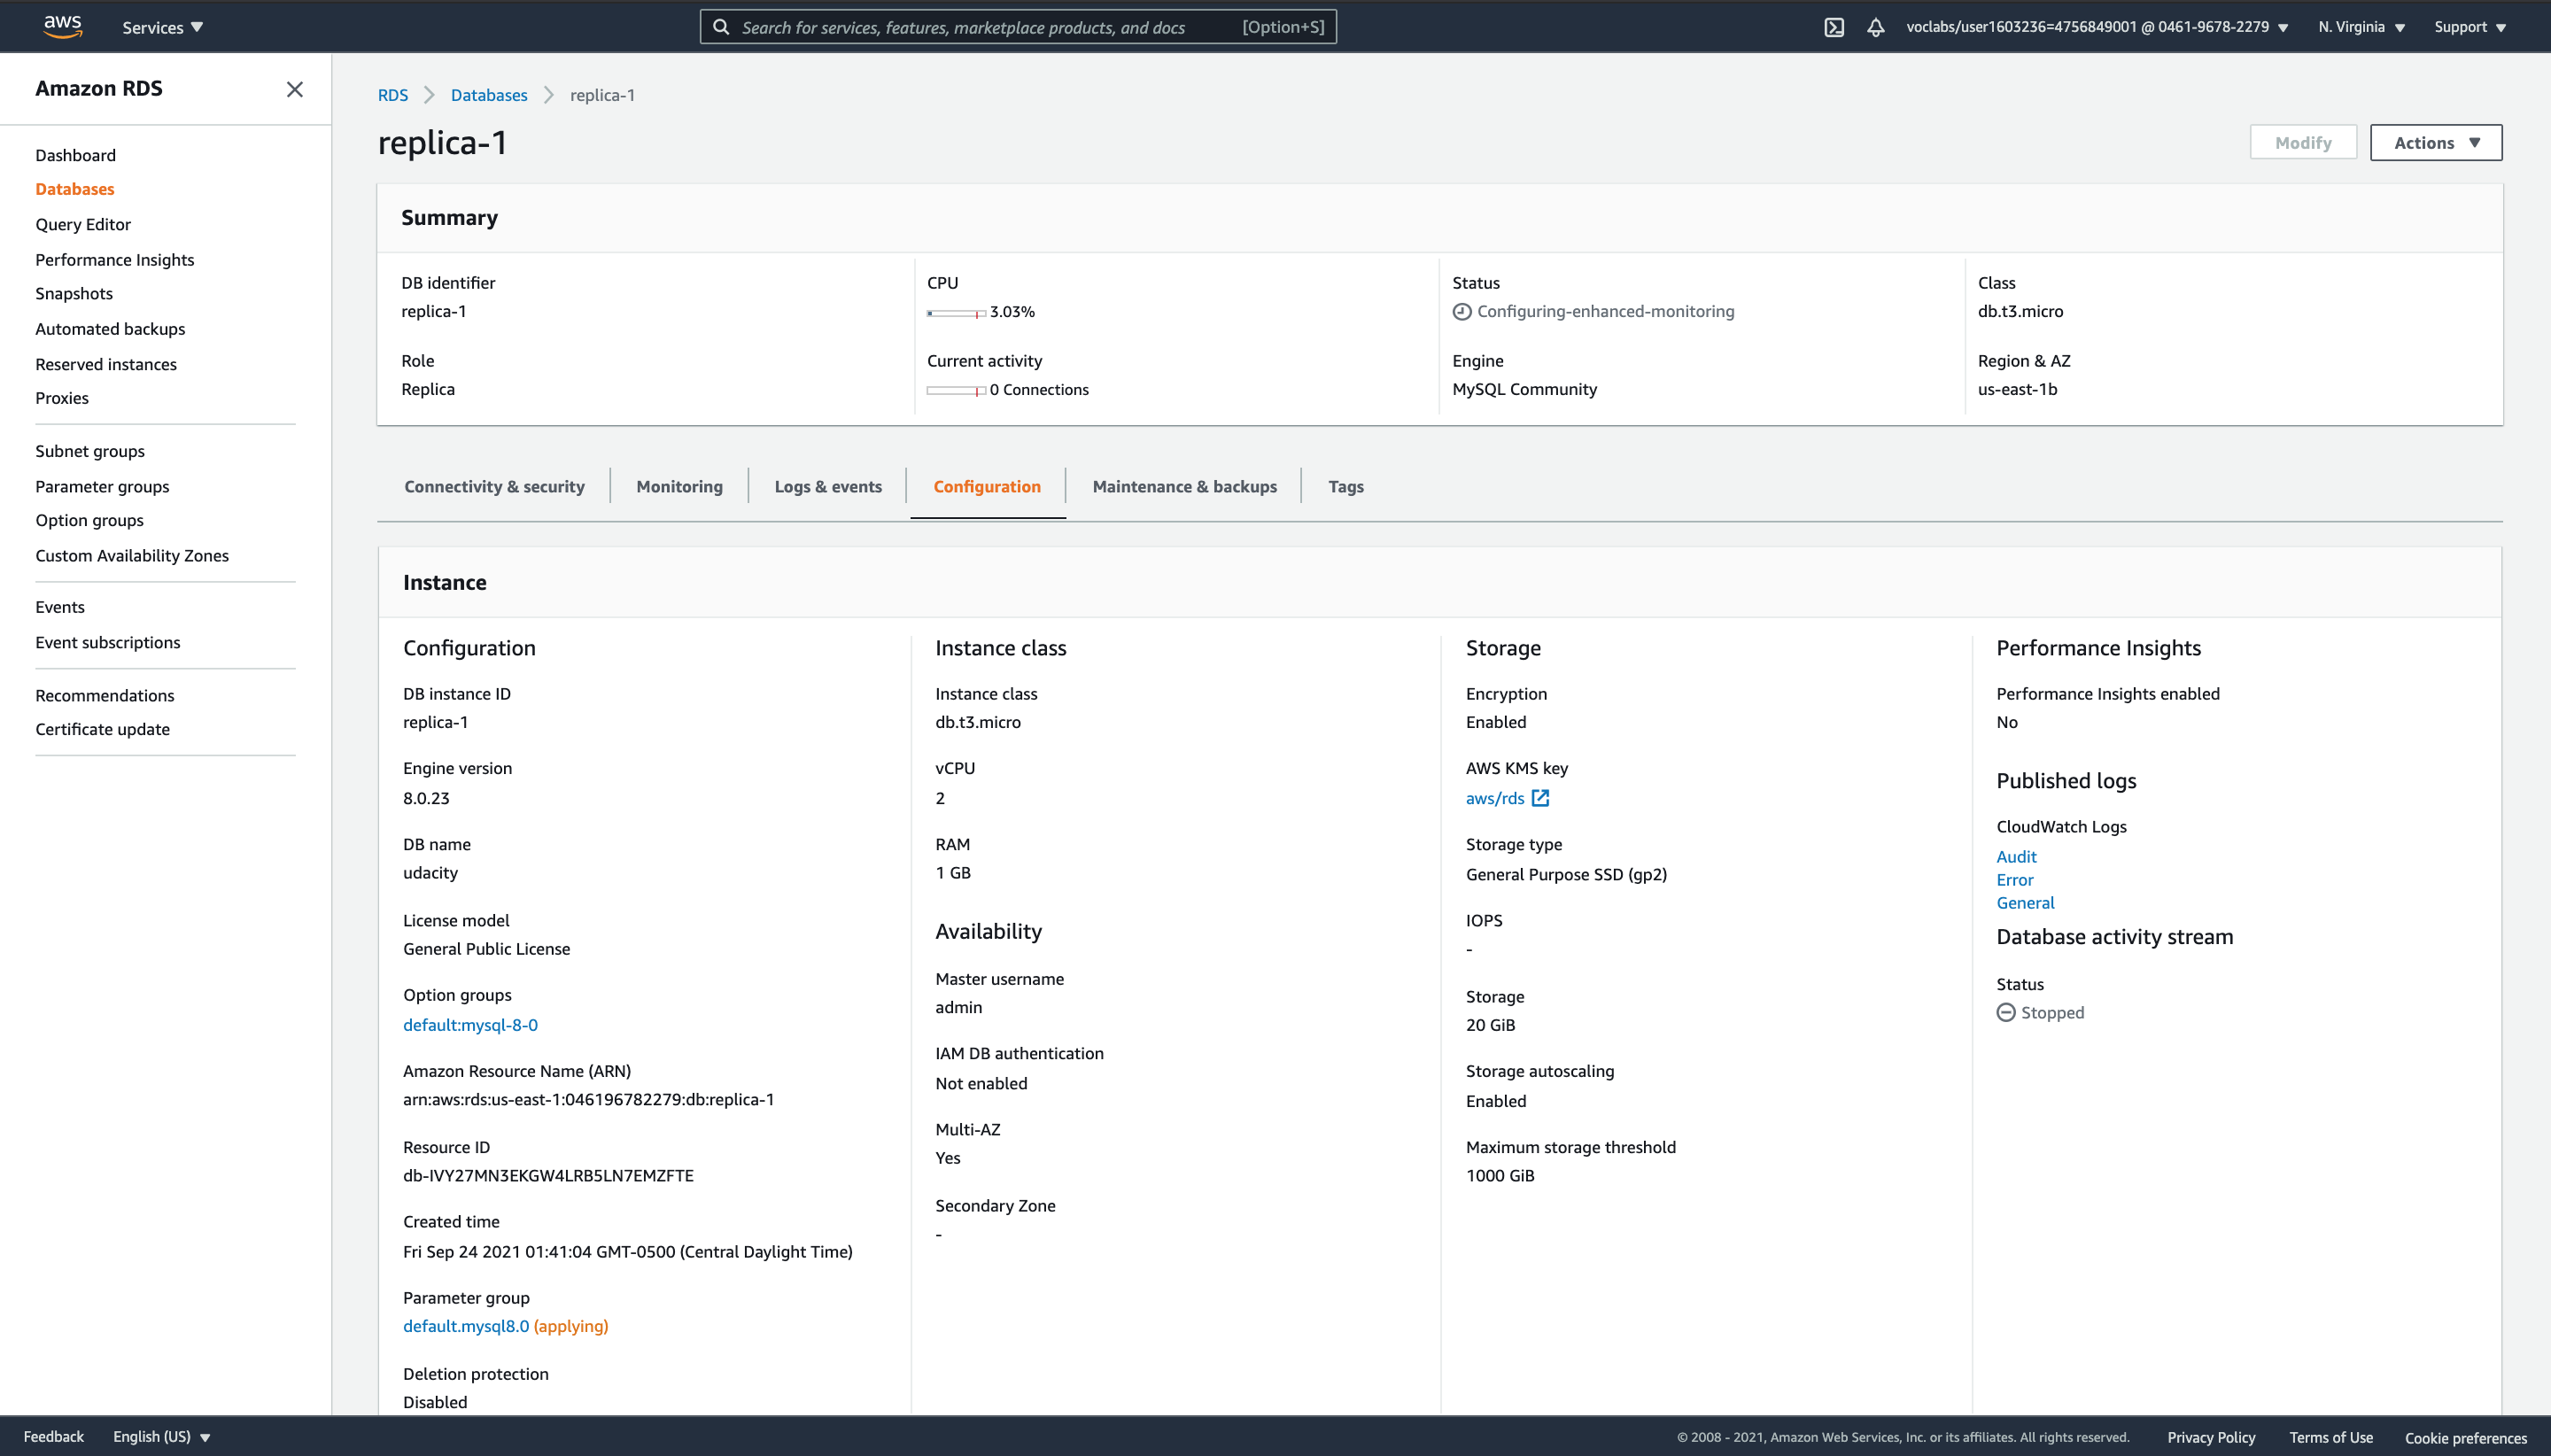 aws
Services
Search for services, features, marketplace products, and docs [Option+S]
voclabs/user1603236=4756849001 @ 0461-9678-2279
N. Virginia
Support
Amazon RDS
Dashboard
Databases
Query Editor
Performance Insights
Snapshots
Automated backups
Reserved instances
Proxies
Subnet groups
Parameter groups
Option groups
Custom Availability Zones
Events
Event subscriptions
Recommendations
Certificate update
RDS
Databases
replica-1
replica-1
Modify
Actions
Summary
DB identifier
replica-1
Role
Replica
CPU
3.03%
Current activity
0 Connections
Status
Configuring-enhanced-monitoring
Engine
MySQL Community
Class
db.t3.micro
Region & AZ
us-east-1b
Connectivity & security
Monitoring
Logs & events
Configuration
Maintenance & backups
Tags
Instance
Configuration
DB instance ID
replica-1
Engine version
8.0.23
DB name
udacity
License model
General Public License
Option groups
default:mysql-8-0
Amazon Resource Name (ARN)
arn:aws:rds:us-east-1:046196782279:db:replica-1
Resource ID
db-IVY27MN3EKGW4LRB5LN7EMZFTE
Created time
Fri Sep 24 2021 01:41:04 GMT-0500 (Central Daylight Time)
Parameter group
default.mysql8.0 (applying)
Deletion protection
Disabled
Instance class
Instance class
db.t3.micro
vCPU
2
RAM
1 GB
Availability
Master username
admin
IAM DB authentication
Not enabled
Multi-AZ
Yes
Secondary Zone
-
Storage
Encryption
Enabled
AWS KMS key
aws/rds
Storage type
General Purpose SSD (gp2)
IOPS
-
Storage
20 GiB
Storage autoscaling
Enabled
Maximum storage threshold
1000 GiB
Performance Insights
Performance Insights enabled
No
Published logs
CloudWatch Logs
Audit
Error
General
Database activity stream
Status
Stopped
Feedback
English (US)
© 2008 - 2021, Amazon Web Services, Inc. or its affiliates. All rights reserved.
Privacy Policy
Terms of Use
Cookie preferences